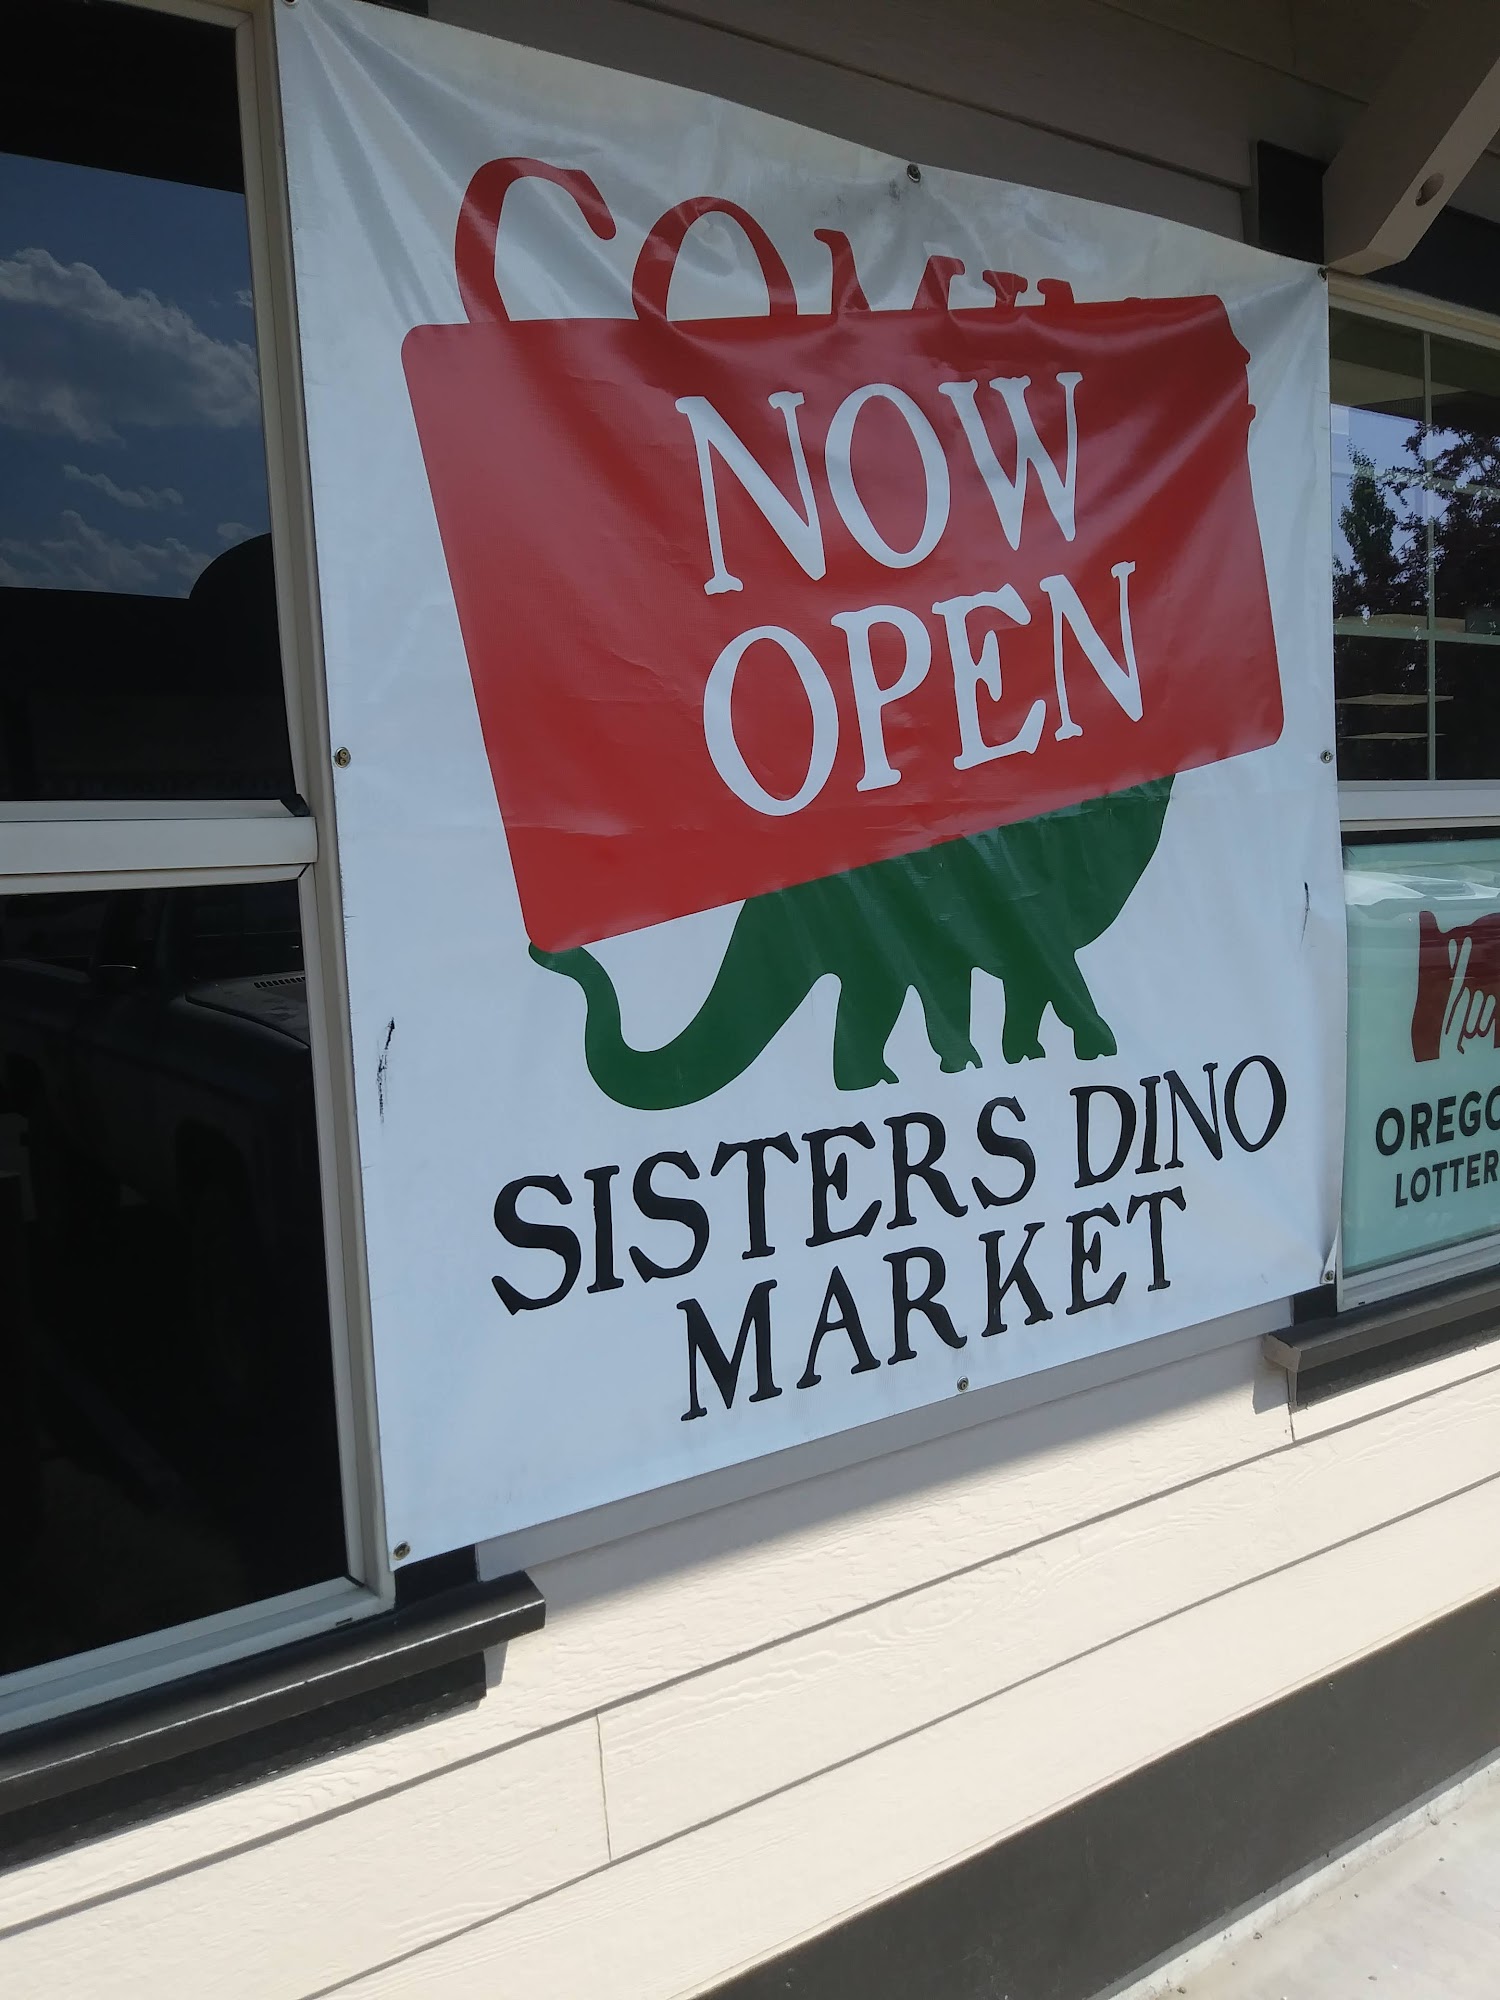 NOW
OPEN
SISTERS DINO
MARKET
OREGO
LOTTER